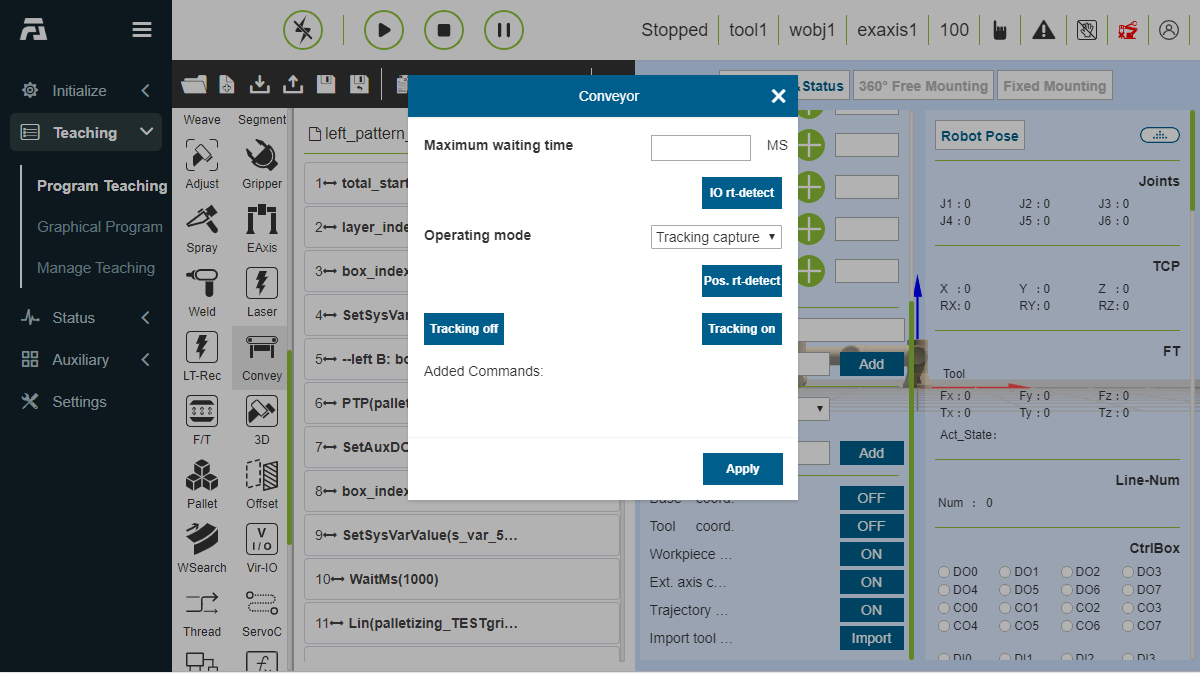 Stopped
tool1
wobj1
exaxis1
100
Initialize
Teaching
Program Teaching
Graphical Program
Manage Teaching
Status
Auxiliary
Settings
Weave Segment
Adjust Gripper
Spray EAxis
Weld Laser
LT-Rec Convey
F/T 3D
Pallet Offset
V
I / O
WSearch Vir-IO
Thread ServoC
left_pattern_
1 total_start
2 layer_inde
3 box_index
4 SetSysVar
5 --left B: bo
6 PTP(pallet
7 SetAuxDO
8 box_index
9 SetSysVarValue(s_var_5...
10 WaitMs(1000)
11 Lin(palletizing_TESTgri...
Conveyor
Maximum waiting time MS
IO rt-detect
Operating mode Tracking capture
Pos. rt-detect
Tracking off Tracking on
Added Commands:
Apply
Status
360° Free Mounting
Fixed Mounting
Add
Add
coord. OFF
Tool coord. OFF
Workpiece ... ON
Ext. axis c... ON
Trajectory ... ON
Import tool ... Import
Robot Pose
Joints
J1 : 0 J2 : 0 J3 : 0
J4 : 0 J5 : 0 J6 : 0
TCP
X : 0 Y : 0 Z : 0
RX: 0 RY: 0 RZ: 0
FT
Tool
Fx : 0 Fy : 0 Fz : 0
Tx : 0 Ty : 0 Tz : 0
Act_State:
Line-Num
Num : 0
CtrlBox
DO0 DO1 DO2 DO3
DO4 DO5 DO6 DO7
CO0 CO1 CO2 CO3
CO4 CO5 CO6 CO7
DI0 DI1 DI2 DI3